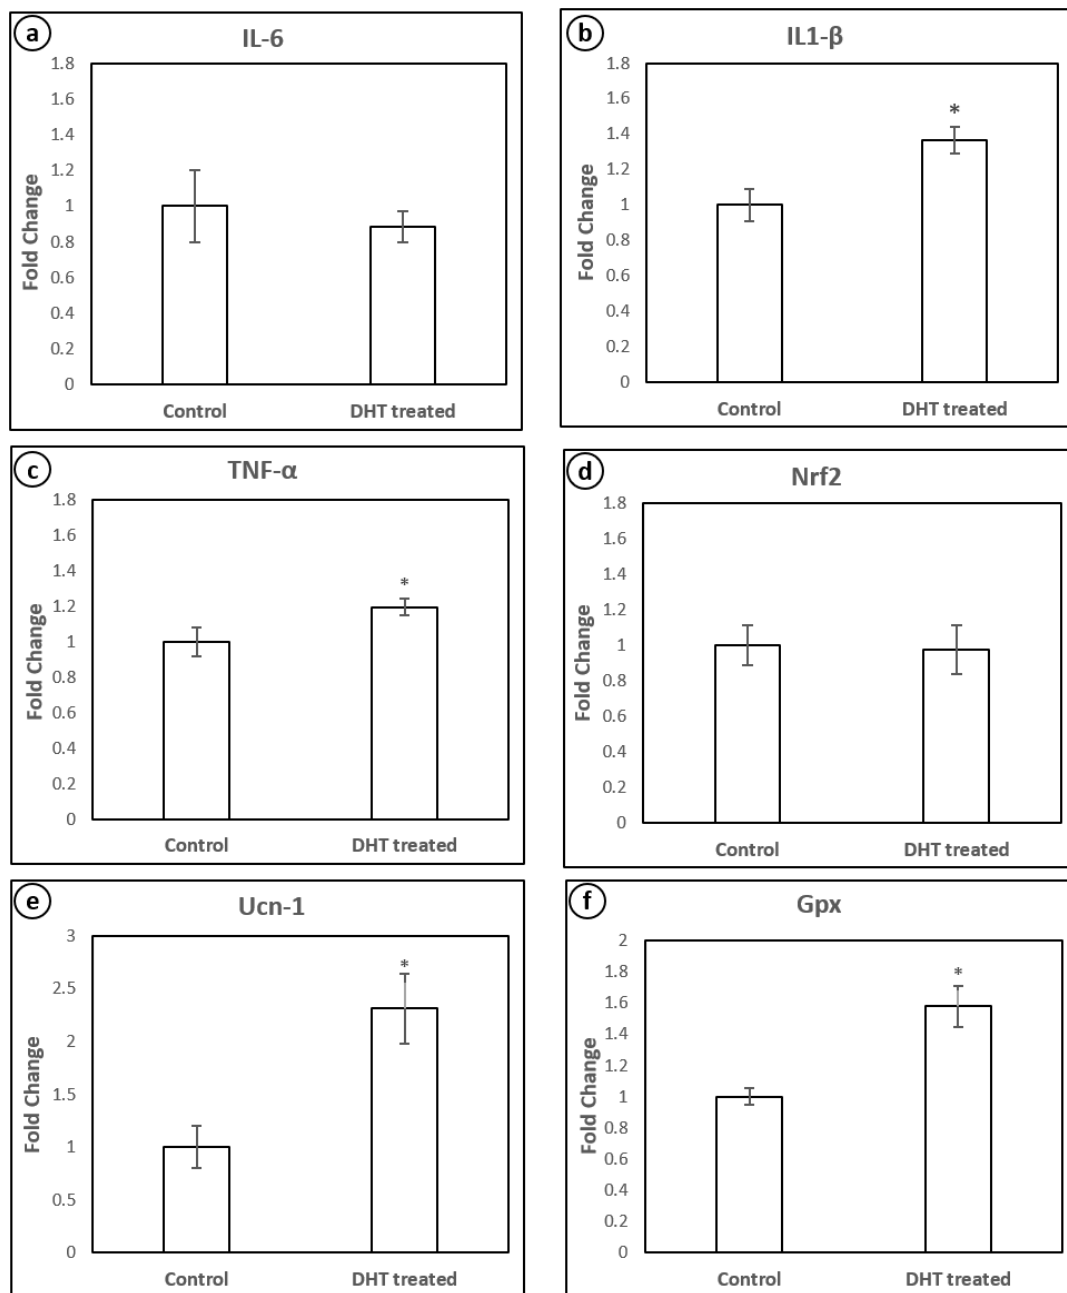 a
IL-6
1.8
1.6
1.4
1.2
1
0.8
0.6
0.4
0.2
0
Fold Change
Control DHT treated
b
IL1-β
1.8
1.6
1.4
1.2
1
0.8
0.6
0.4
0.2
0
Fold Change
*
Control DHT treated
c
TNF-α
1.8
1.6
1.4
1.2
1
0.8
0.6
0.4
0.2
0
Fold Change
*
Control DHT treated
d
Nrf2
1.8
1.6
1.4
1.2
1
0.8
0.6
0.4
0.2
0
Fold Change
Control DHT treated
e
Ucn-1
3
2.5
2
1.5
1
0.5
0
Fold Change
*
Control DHT treated
f
Gpx
2
1.8
1.6
1.4
1.2
1
0.8
0.6
0.4
0.2
0
Fold Change
*
Control DHT treated